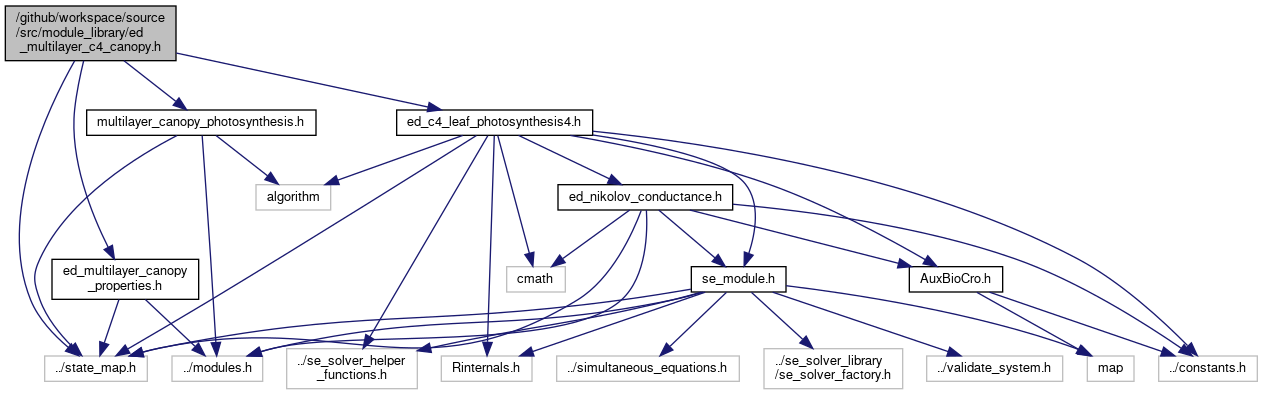 /github/workspace/source
/src/module_library/ed
_multilayer_c4_canopy.h
multilayer_canopy_photosynthesis.h
ed_c4_leaf_photosynthesis4.h
algorithm
ed_nikolov_conductance.h
ed_multilayer_canopy
_properties.h
cmath
se_module.h
AuxBioCro.h
../state_map.h
../modules.h
../se_solver_helper
_functions.h
Rinternals.h
../simultaneous_equations.h
../se_solver_library
/se_solver_factory.h
../validate_system.h
map
../constants.h